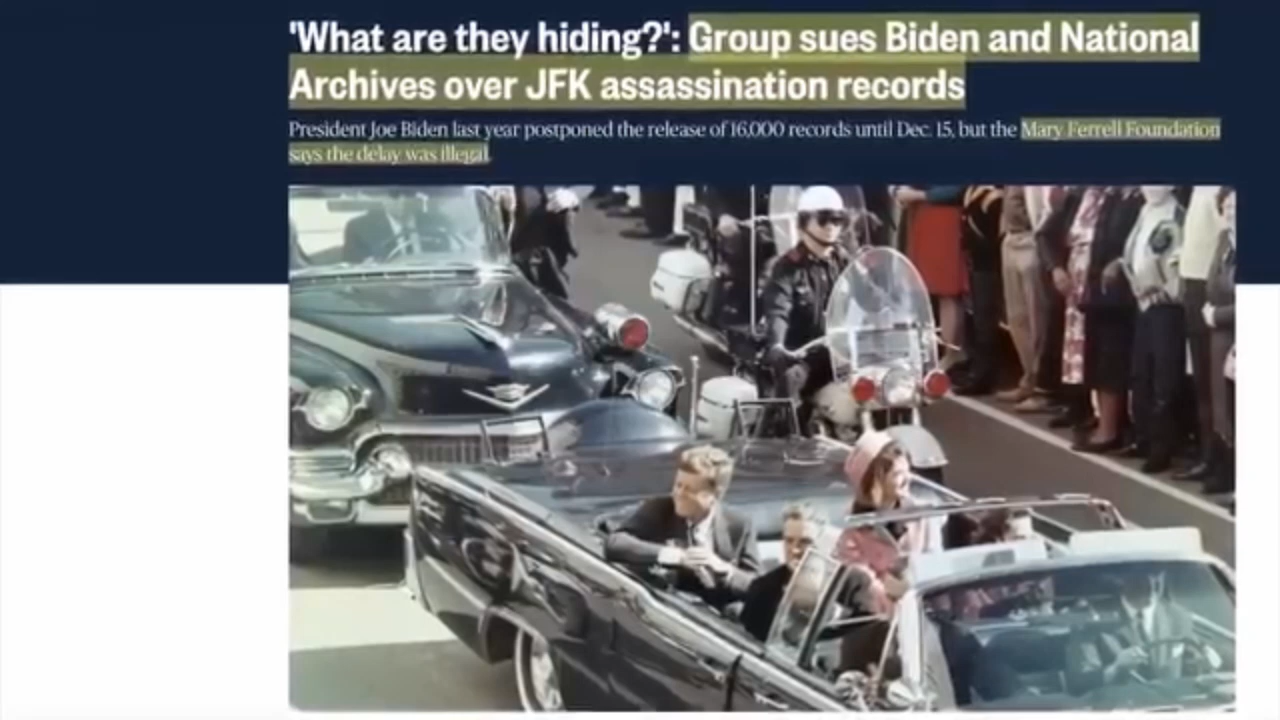 'What are they hiding?': Group sues Biden and National
Archives over JFK assassination records
President Joe Biden last year postponed the release of 16,000 records until Dec. 15, but the Mary Ferrell Foundation
says the delay was illegal.